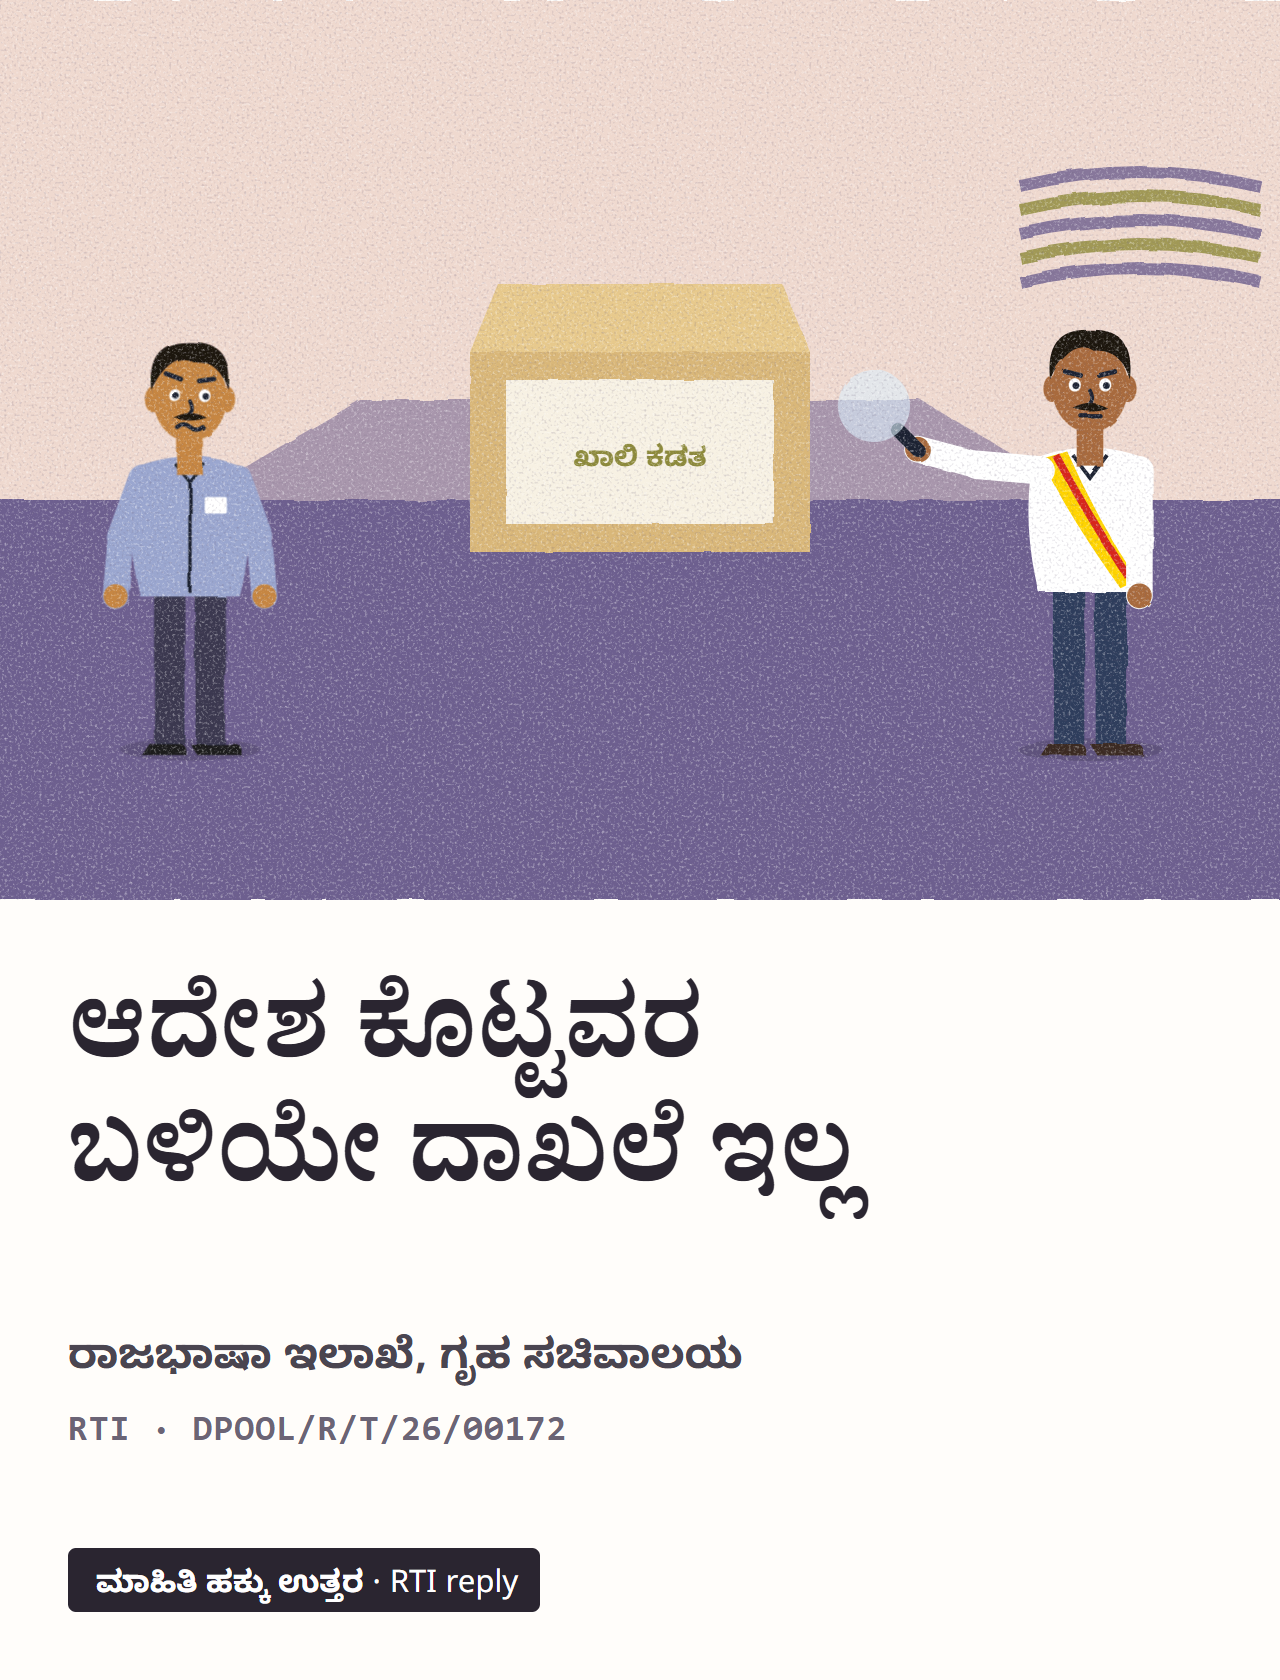 ಖಾಲಿ ಕಡತ
ಆದೇಶ ಕೊಟ್ಟವರ
ಬಳಿಯೇ ದಾಖಲೆ ಇಲ್ಲ
ರಾಜಭಾಷಾ ಇಲಾಖೆ, ಗೃಹ ಸಚಿವಾಲಯ
RTI · DPOOL/R/T/26/00172
ಮಾಹಿತಿ ಹಕ್ಕು ಉತ್ತರ · RTI reply